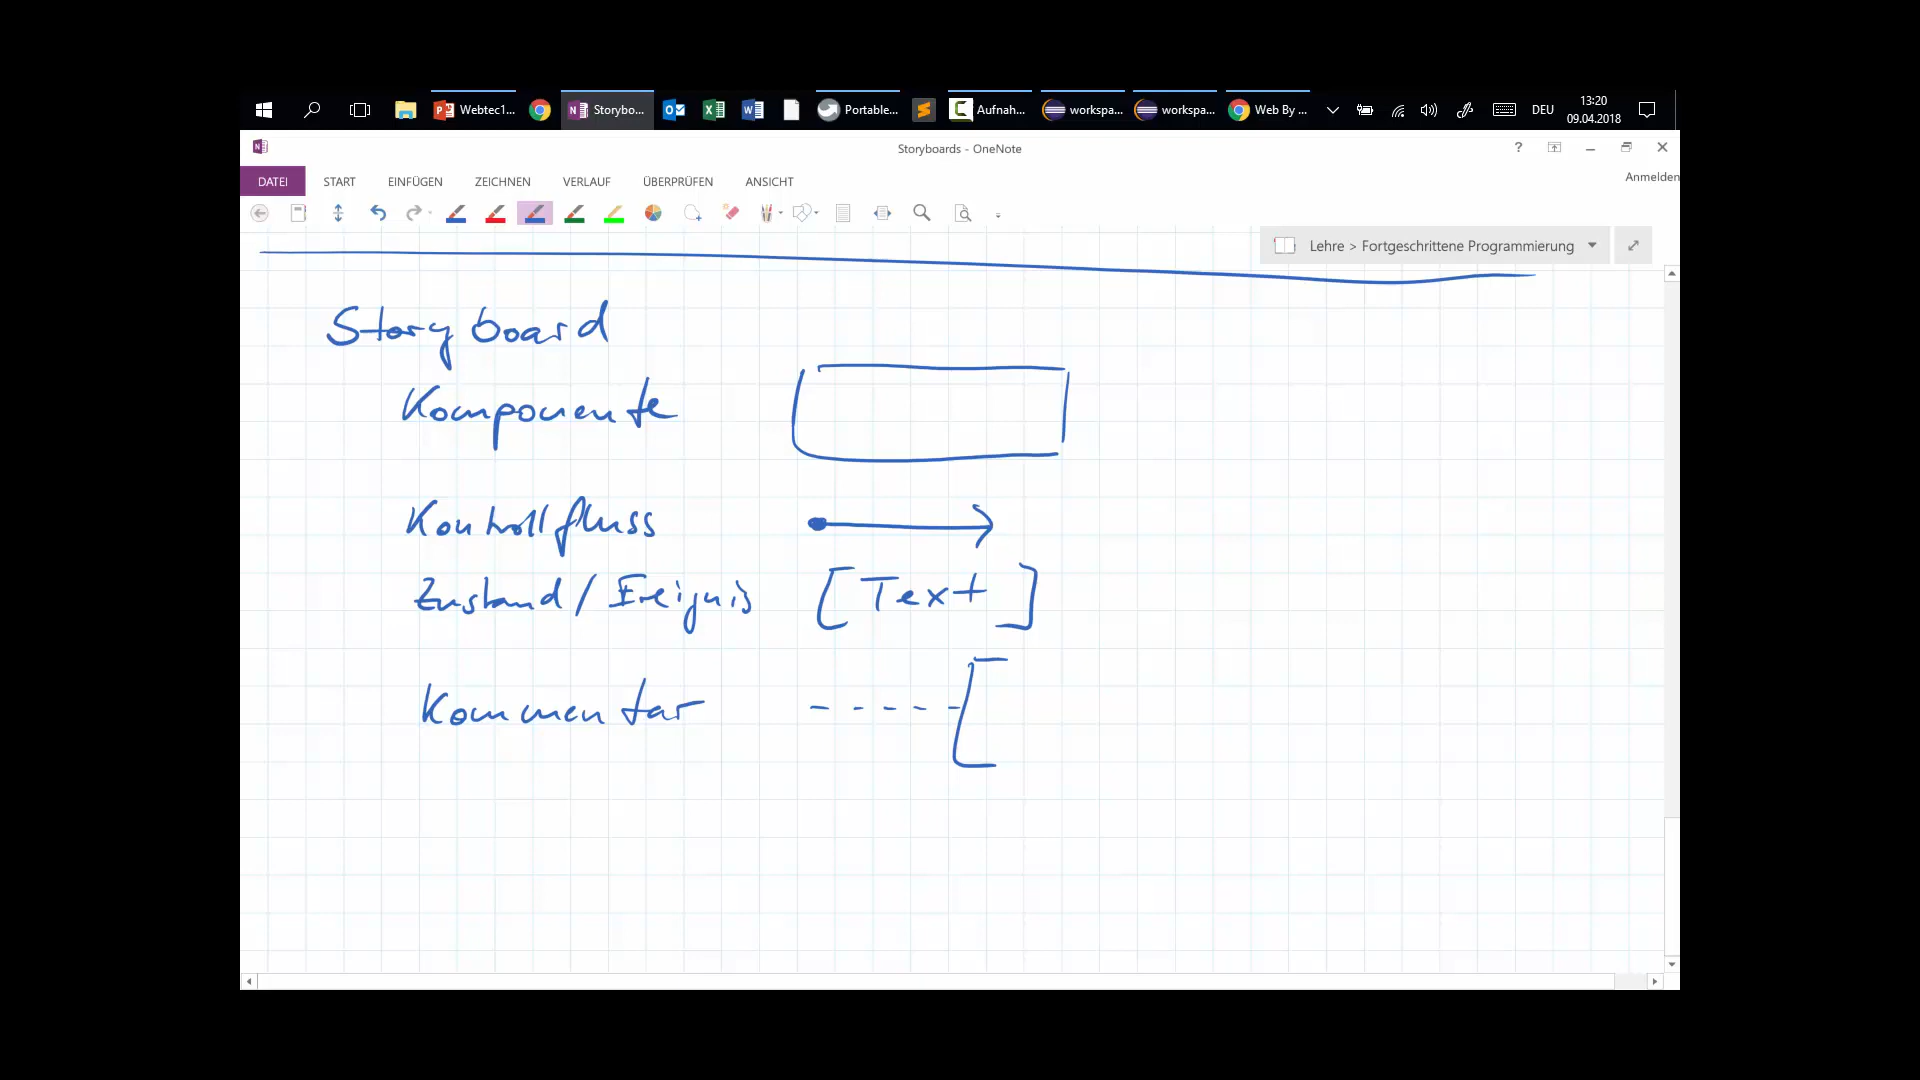 Webtec1...
Storybo...
Portable...
Aufnah...
workspa...
workspa...
Web By ...
DEU
13:20
09.04.2018
Storyboards - OneNote
?
DATEI START EINFÜGEN ZEICHNEN VERLAUF ÜBERPRÜFEN ANSICHT
Anmelden
Lehre > Fortgeschrittene Programmierung
Storyboard
Komponente
Kontrollfluss
Zustand / Ereignis [ Text ]
Kommentar